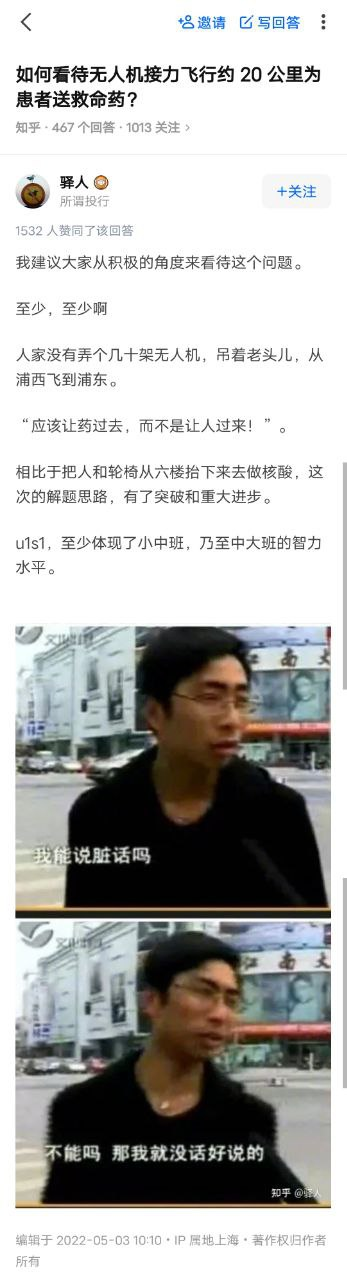 邀请 写回答
如何看待无人机接力飞行约 20 公里为
患者送救命药?
知乎 · 467 个回答 · 1013 关注 >
驿人
所谓投行
+关注
1532 人赞同了该回答
我建议大家从积极的角度来看待这个问题。
至少，至少啊
人家没有弄个几十架无人机，吊着老头儿，从
浦西飞到浦东。
“应该让药过去，而不是让人过来！”。
相比于把人和轮椅从六楼抬下来去做核酸，这
次的解题思路，有了突破和重大进步。
u1s1，至少体现了小中班，乃至中大班的智力
水平。
江南大
我能说脏话吗
江南大
不能吗 那我就没话好说的
知乎 @驿人
编辑于 2022-05-03 10:10 · IP 属地上海 · 著作权归作者
所有